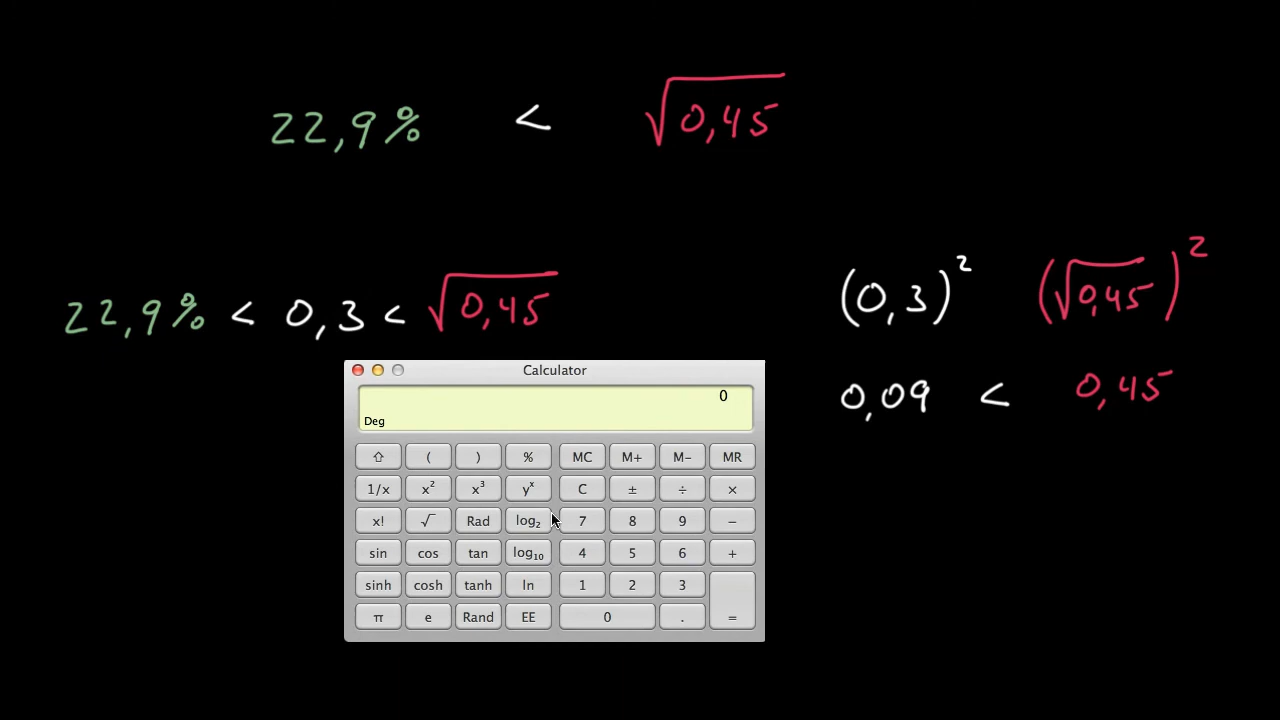 22,9% < √0,45
22,9% < 0,3 < √0,45
(0,3)² (√0,45)²
0,09 < 0,45
Calculator
0
Deg
⇧ ( ) % MC M+ M- MR
1/x x² x³ yˣ C ± ÷ ×
x! √ Rad log₂ 7 8 9 −
sin cos tan log₁₀ 4 5 6 +
sinh cosh tanh ln 1 2 3
π e Rand EE 0 . =